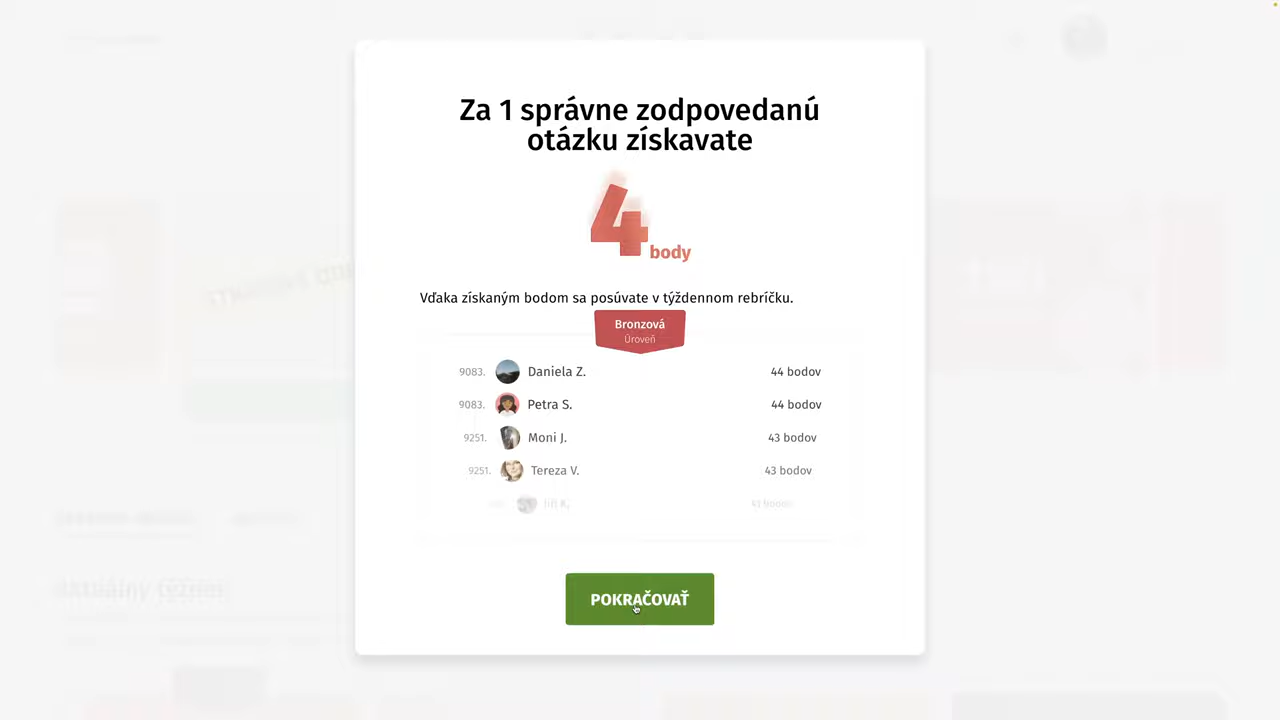 Za 1 správne zodpovedanú
otázku získavate
4 body
Vďaka získaným bodom sa posúvate v týždennom rebríčku.
Bronzová
Úroveň
9083. Daniela Z. 44 bodov
9083. Petra S. 44 bodov
9251. Moni J. 43 bodov
9251. Tereza V. 43 bodov
Jiří K.
POKRAČOVAŤ